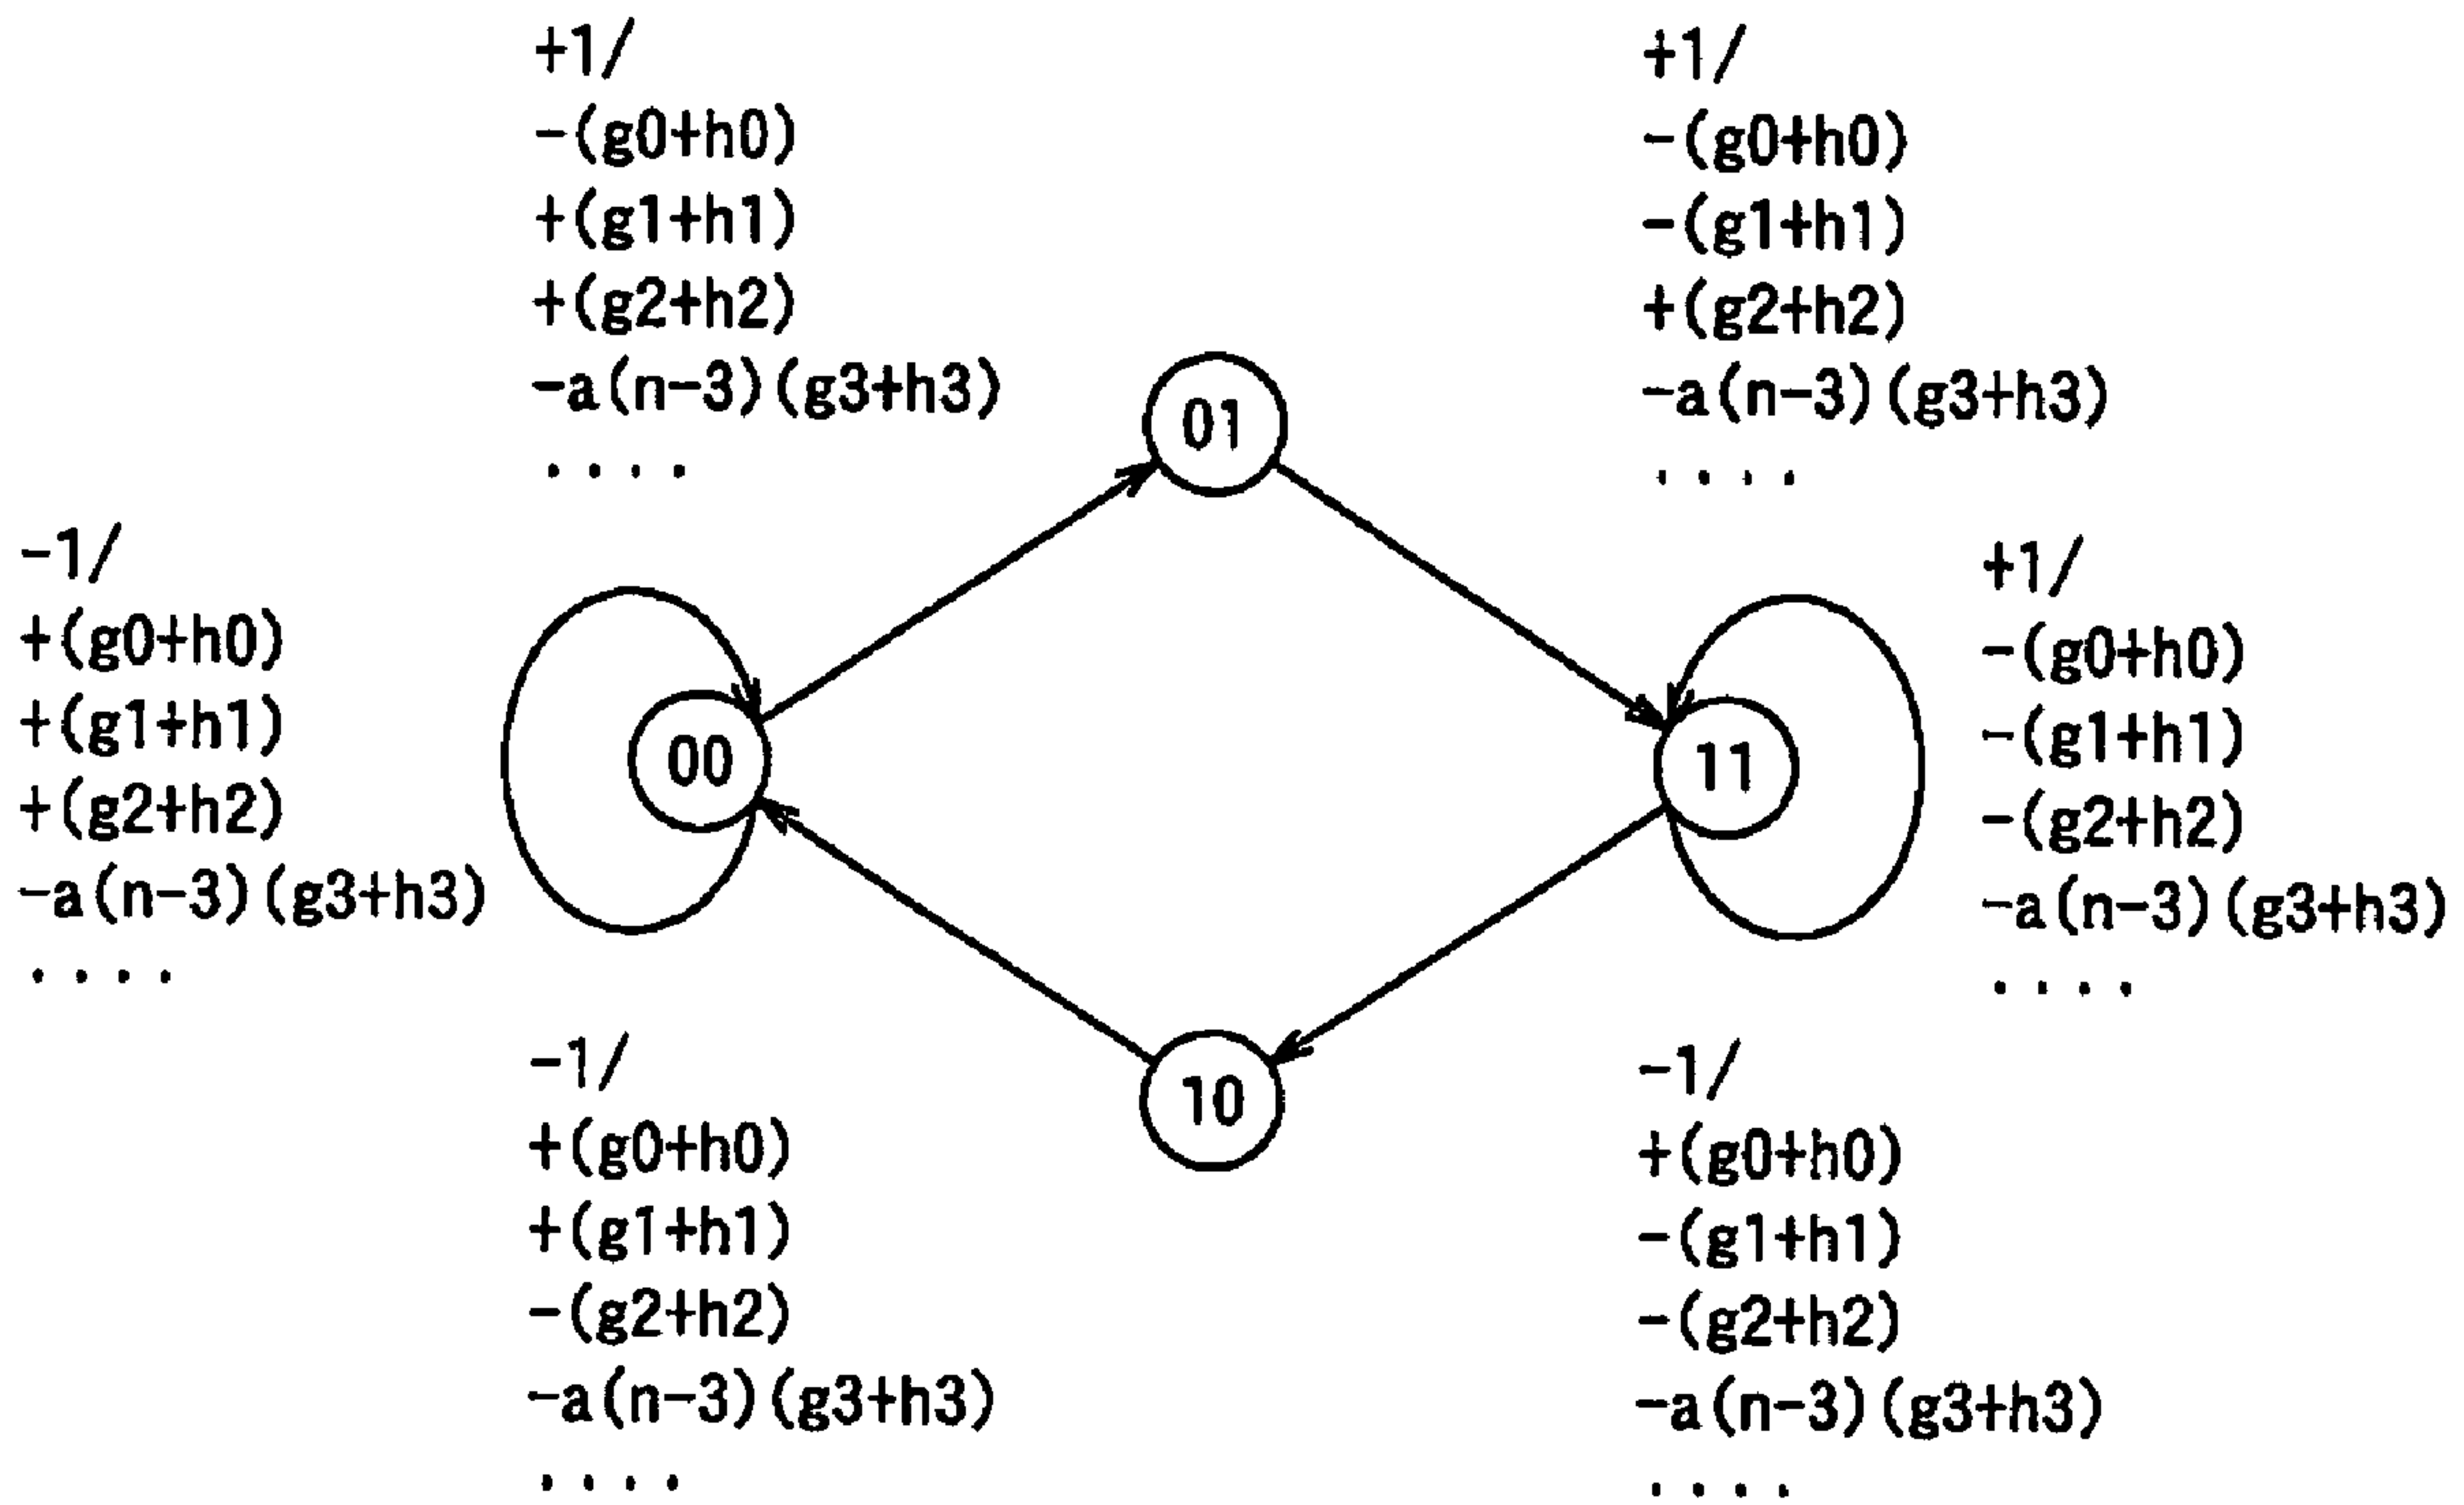 +1/
-(g0+h0)
+(g1+h1)
+(g2+h2)
-a(n-3)(g3+h3)
....
+1/
-(g0+h0)
-(g1+h1)
+(g2+h2)
-a(n-3)(g3+h3)
....
01
-1/
+(g0+h0)
+(g1+h1)
+(g2+h2)
-a(n-3)(g3+h3)
....
00
11
+1/
-(g0+h0)
-(g1+h1)
-(g2+h2)
-a(n-3)(g3+h3)
....
10
-1/
+(g0+h0)
+(g1+h1)
-(g2+h2)
-a(n-3)(g3+h3)
....
-1/
+(g0+h0)
-(g1+h1)
-(g2+h2)
-a(n-3)(g3+h3)
....